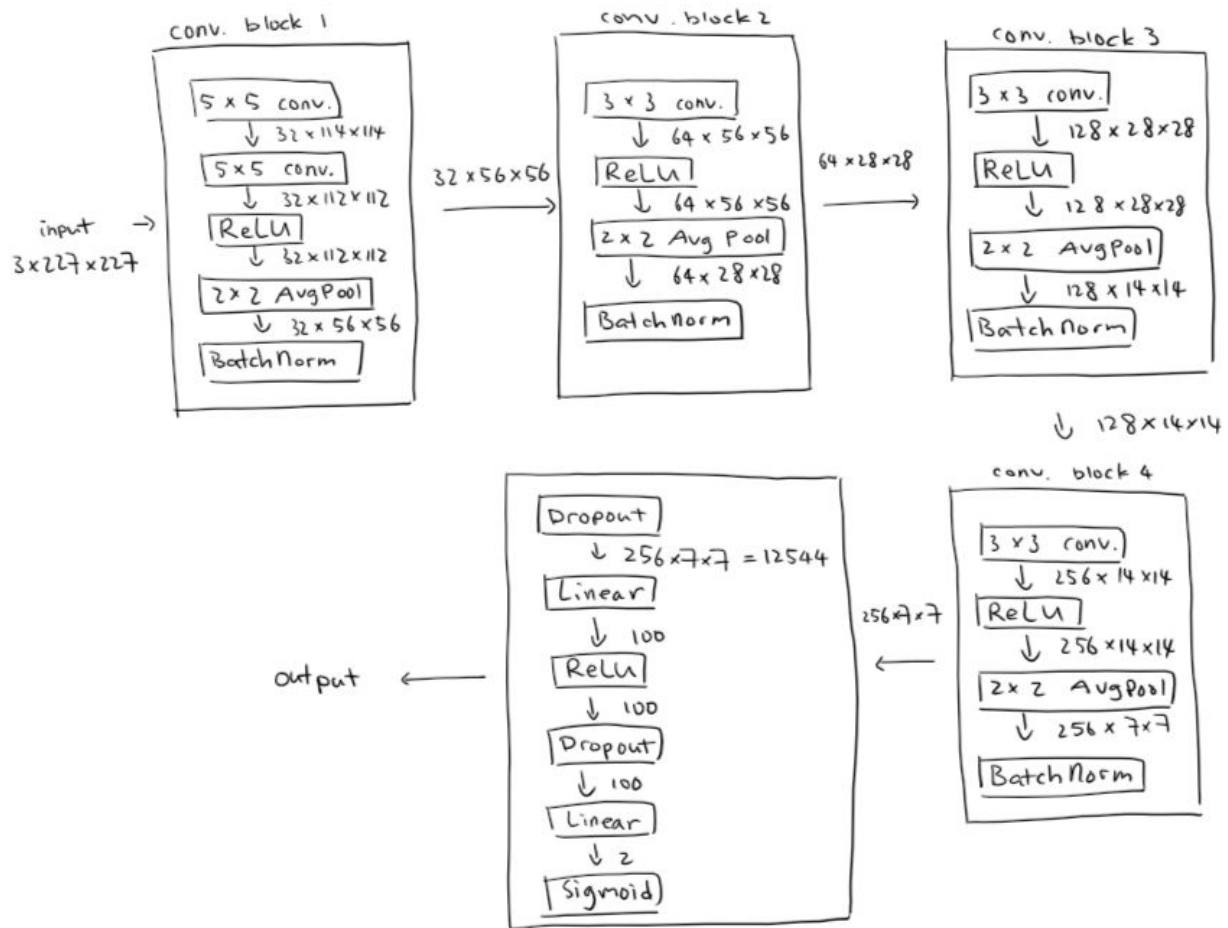 conv. block 1
5 × 5 conv.
↓ 32 × 114 × 114
5 × 5 conv.
↓ 32 × 112 × 112
ReLU
↓ 32 × 112 × 112
2 × 2 AvgPool
↓ 32 × 56 × 56
BatchNorm
input →
3 × 227 × 227
32 × 56 × 56
→
conv. block 2
3 × 3 conv.
↓ 64 × 56 × 56
ReLU
↓ 64 × 56 × 56
2 × 2 Avg Pool
↓ 64 × 28 × 28
BatchNorm
64 × 28 × 28
→
conv. block 3
3 × 3 conv.
↓ 128 × 28 × 28
ReLU
↓ 128 × 28 × 28
2 × 2 AvgPool
↓ 128 × 14 × 14
BatchNorm
↓ 128 × 14 × 14
conv. block 4
3 × 3 conv.
↓ 256 × 14 × 14
ReLU
↓ 256 × 14 × 14
2 × 2 AvgPool
↓ 256 × 7 × 7
BatchNorm
256 × 7 × 7
←
Dropout
↓ 256 × 7 × 7 = 12544
Linear
↓ 100
ReLU
↓ 100
Dropout
↓ 100
Linear
↓ 2
Sigmoid
output ←